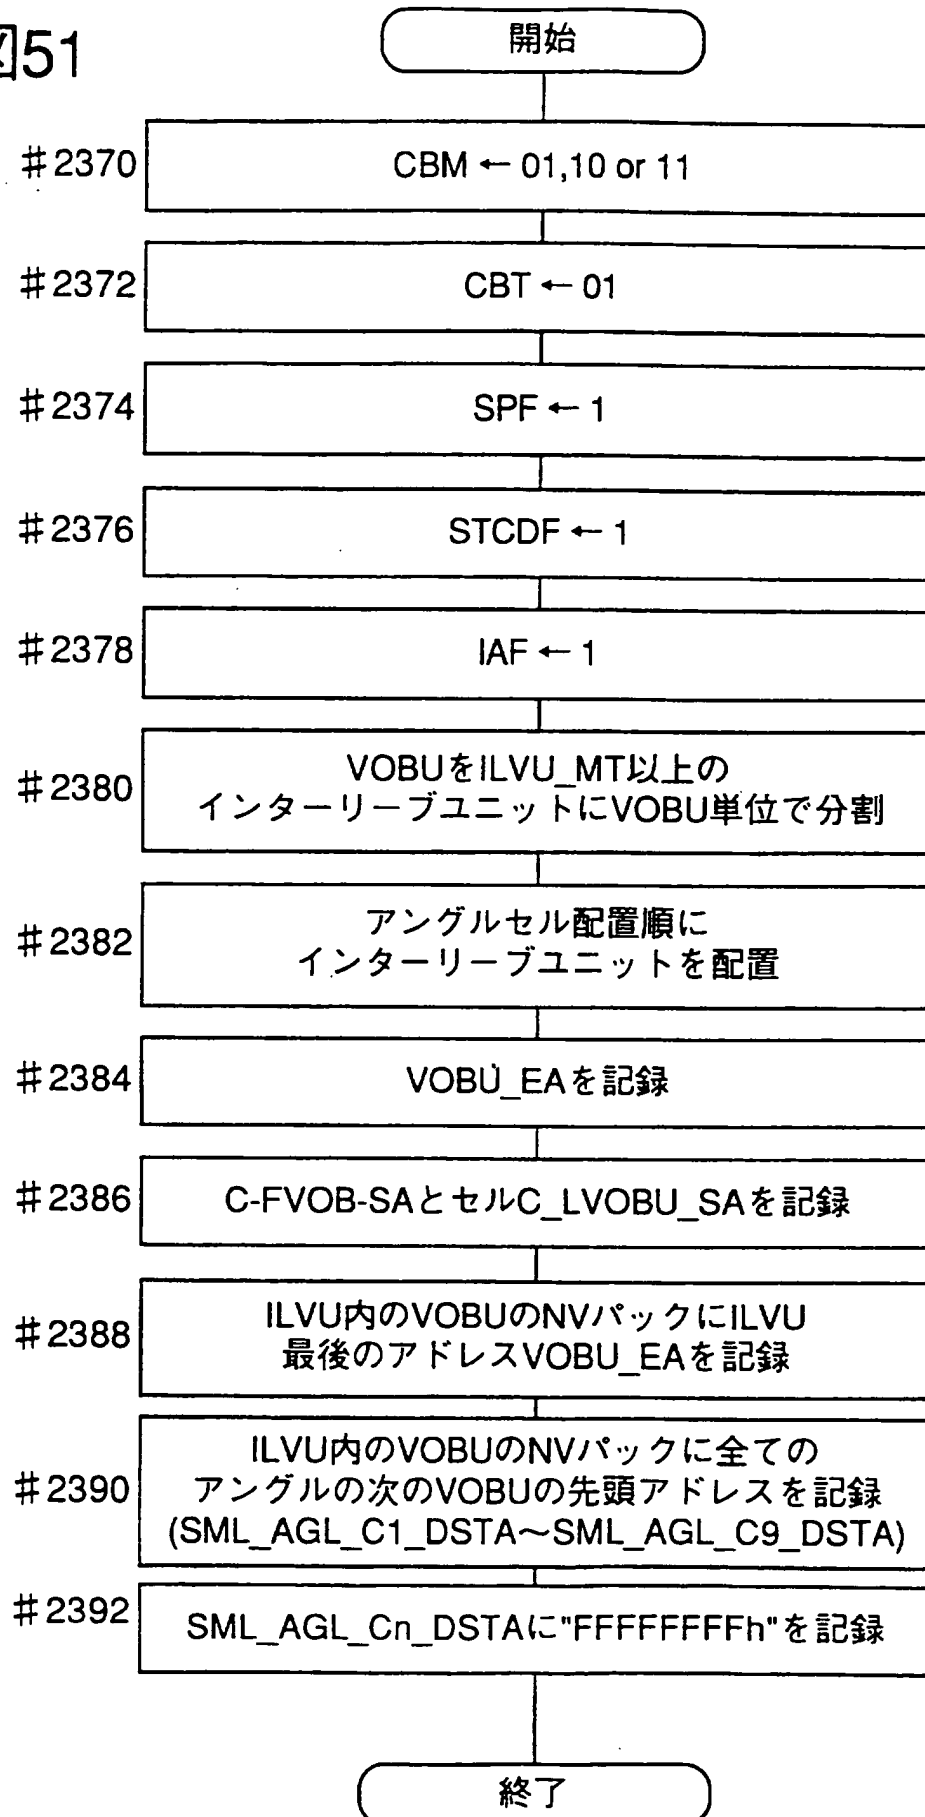 図51
開始
#2370
CBM ← 01,10 or 11
#2372
CBT ← 01
#2374
SPF ← 1
#2376
STCDF ← 1
#2378
IAF ← 1
#2380
VOBUをILVU_MT以上の
インターリーブユニットにVOBU単位で分割
#2382
アングルセル配置順に
インターリーブユニットを配置
#2384
VOBU_EAを記録
#2386
C-FVOB-SAとセルC_LVOBU_SAを記録
#2388
ILVU内のVOBUのNVパックにILVU
最後のアドレスVOBU_EAを記録
#2390
ILVU内のVOBUのNVパックに全ての
アングルの次のVOBUの先頭アドレスを記録
(SML_AGL_C1_DSTA～SML_AGL_C9_DSTA)
#2392
SML_AGL_Cn_DSTAに"FFFFFFFFh"を記録
終了